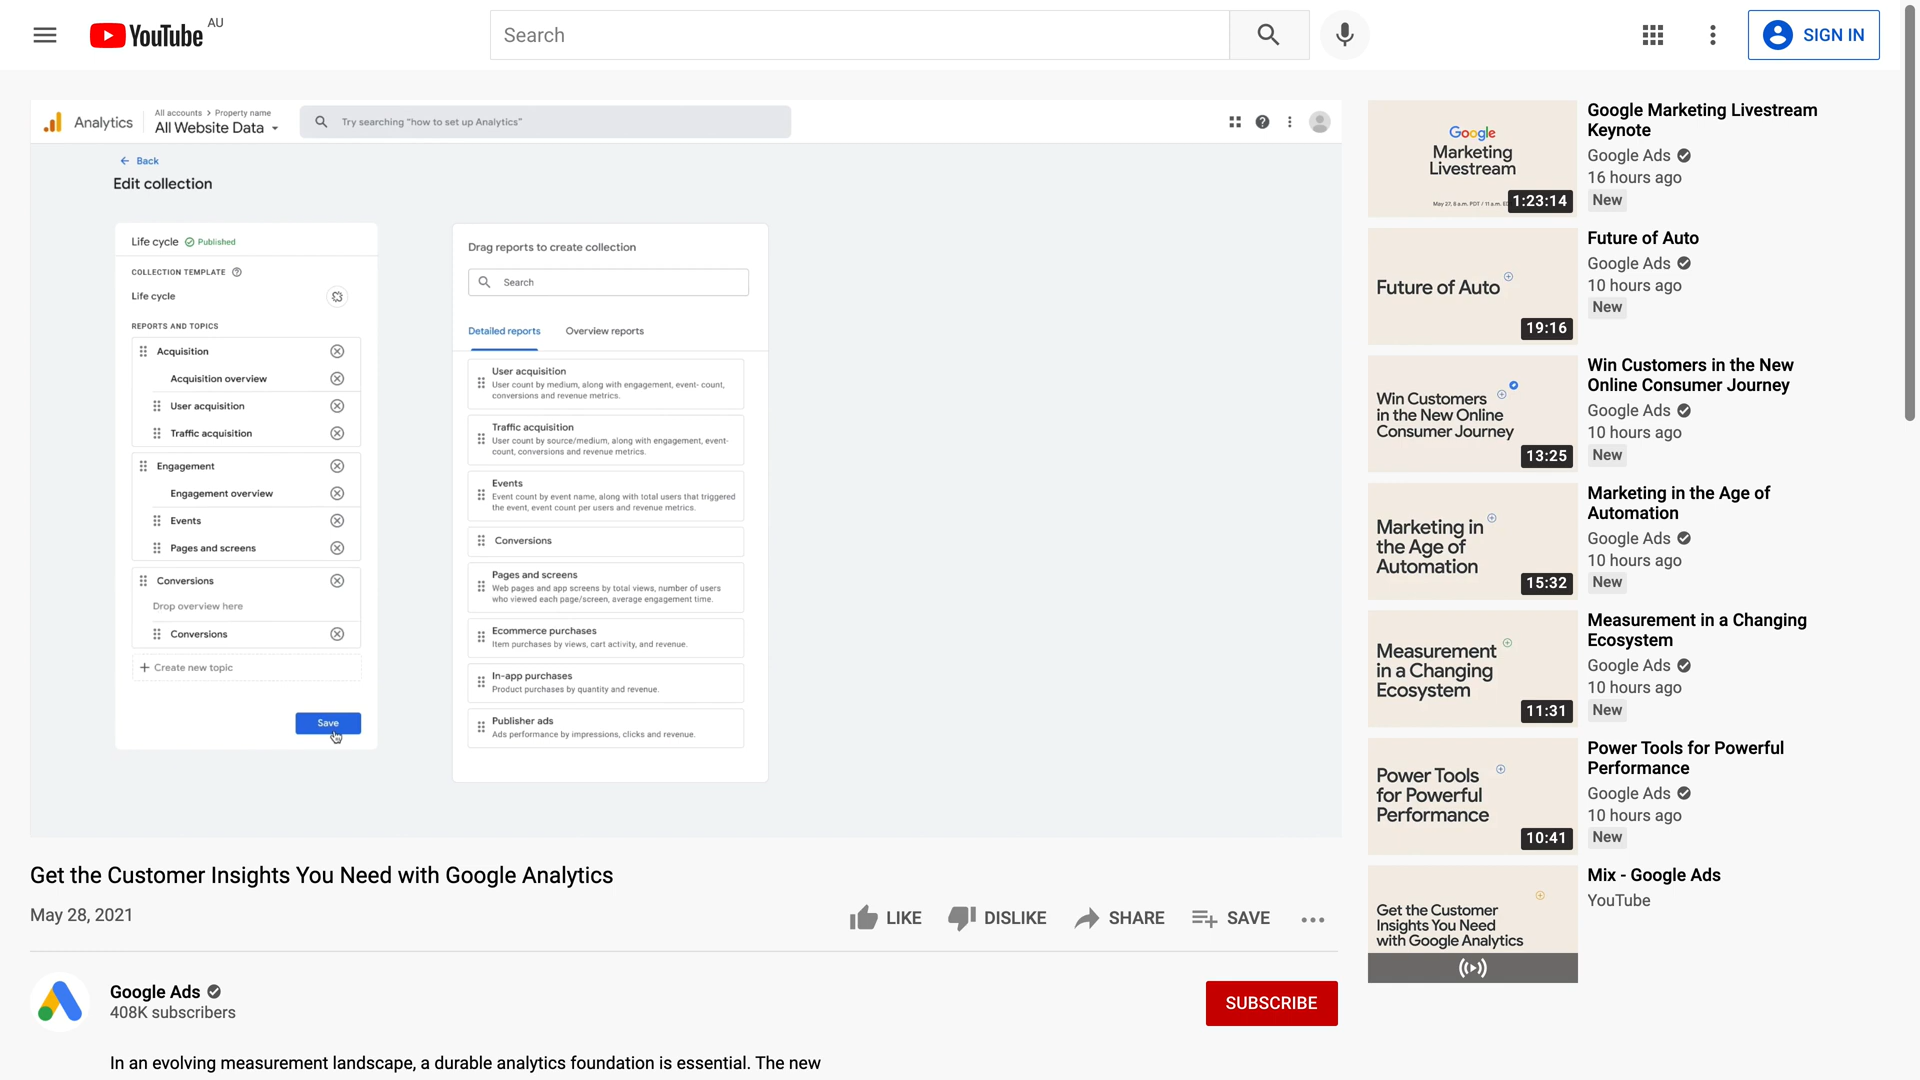 YouTube AU
Search
SIGN IN
Analytics
All accounts > Property name
All Website Data
Try searching "how to set up Analytics"
Back
Edit collection
Life cycle Published
COLLECTION TEMPLATE
Life cycle
REPORTS AND TOPICS
Acquisition
Acquisition overview
User acquisition
Traffic acquisition
Engagement
Engagement overview
Events
Pages and screens
Conversions
Drop overview here
Conversions
+ Create new topic
Save
Drag reports to create collection
Search
Detailed reports Overview reports
User acquisition
User count by medium, along with engagement, event- count,
conversions and revenue metrics.
Traffic acquisition
User count by source/medium, along with engagement, event-
count, conversions and revenue metrics.
Events
Event count by event name, along with total users that triggered
the event, event count per users and revenue metrics.
Conversions
Pages and screens
Web pages and app screens by total views, number of users
who viewed each page/screen, average engagement time.
Ecommerce purchases
Item purchases by views, cart activity, and revenue.
In-app purchases
Product purchases by quantity and revenue.
Publisher ads
Ads performance by impressions, clicks and revenue.
Get the Customer Insights You Need with Google Analytics
May 28, 2021
LIKE DISLIKE SHARE SAVE
Google Ads
408K subscribers
SUBSCRIBE
In an evolving measurement landscape, a durable analytics foundation is essential. The new
Google
Marketing
Livestream
May 27, 8 a.m. PDT / 11 a.m.
1:23:14
Google Marketing Livestream
Keynote
Google Ads
16 hours ago
New
Future of Auto
19:16
Future of Auto
Google Ads
10 hours ago
New
Win Customers
in the New Online
Consumer Journey
13:25
Win Customers in the New
Online Consumer Journey
Google Ads
10 hours ago
New
Marketing in
the Age of
Automation
15:32
Marketing in the Age of
Automation
Google Ads
10 hours ago
New
Measurement
in a Changing
Ecosystem
11:31
Measurement in a Changing
Ecosystem
Google Ads
10 hours ago
New
Power Tools
for Powerful
Performance
10:41
Power Tools for Powerful
Performance
Google Ads
10 hours ago
New
Get the Customer
Insights You Need
with Google Analytics
Mix - Google Ads
YouTube